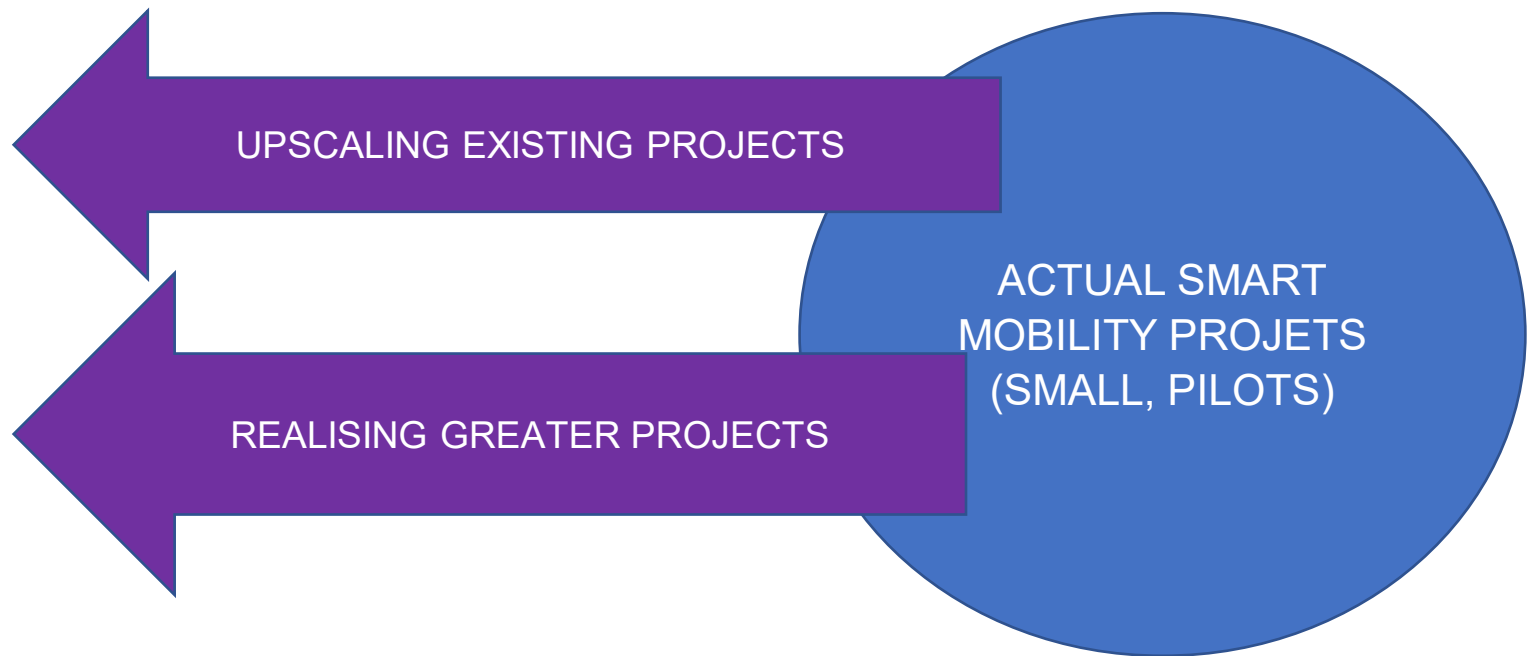 UPSCALING EXISTING PROJECTS
ACTUAL SMART
MOBILITY PROJETS
(SMALL, PILOTS)
REALISING GREATER PROJECTS